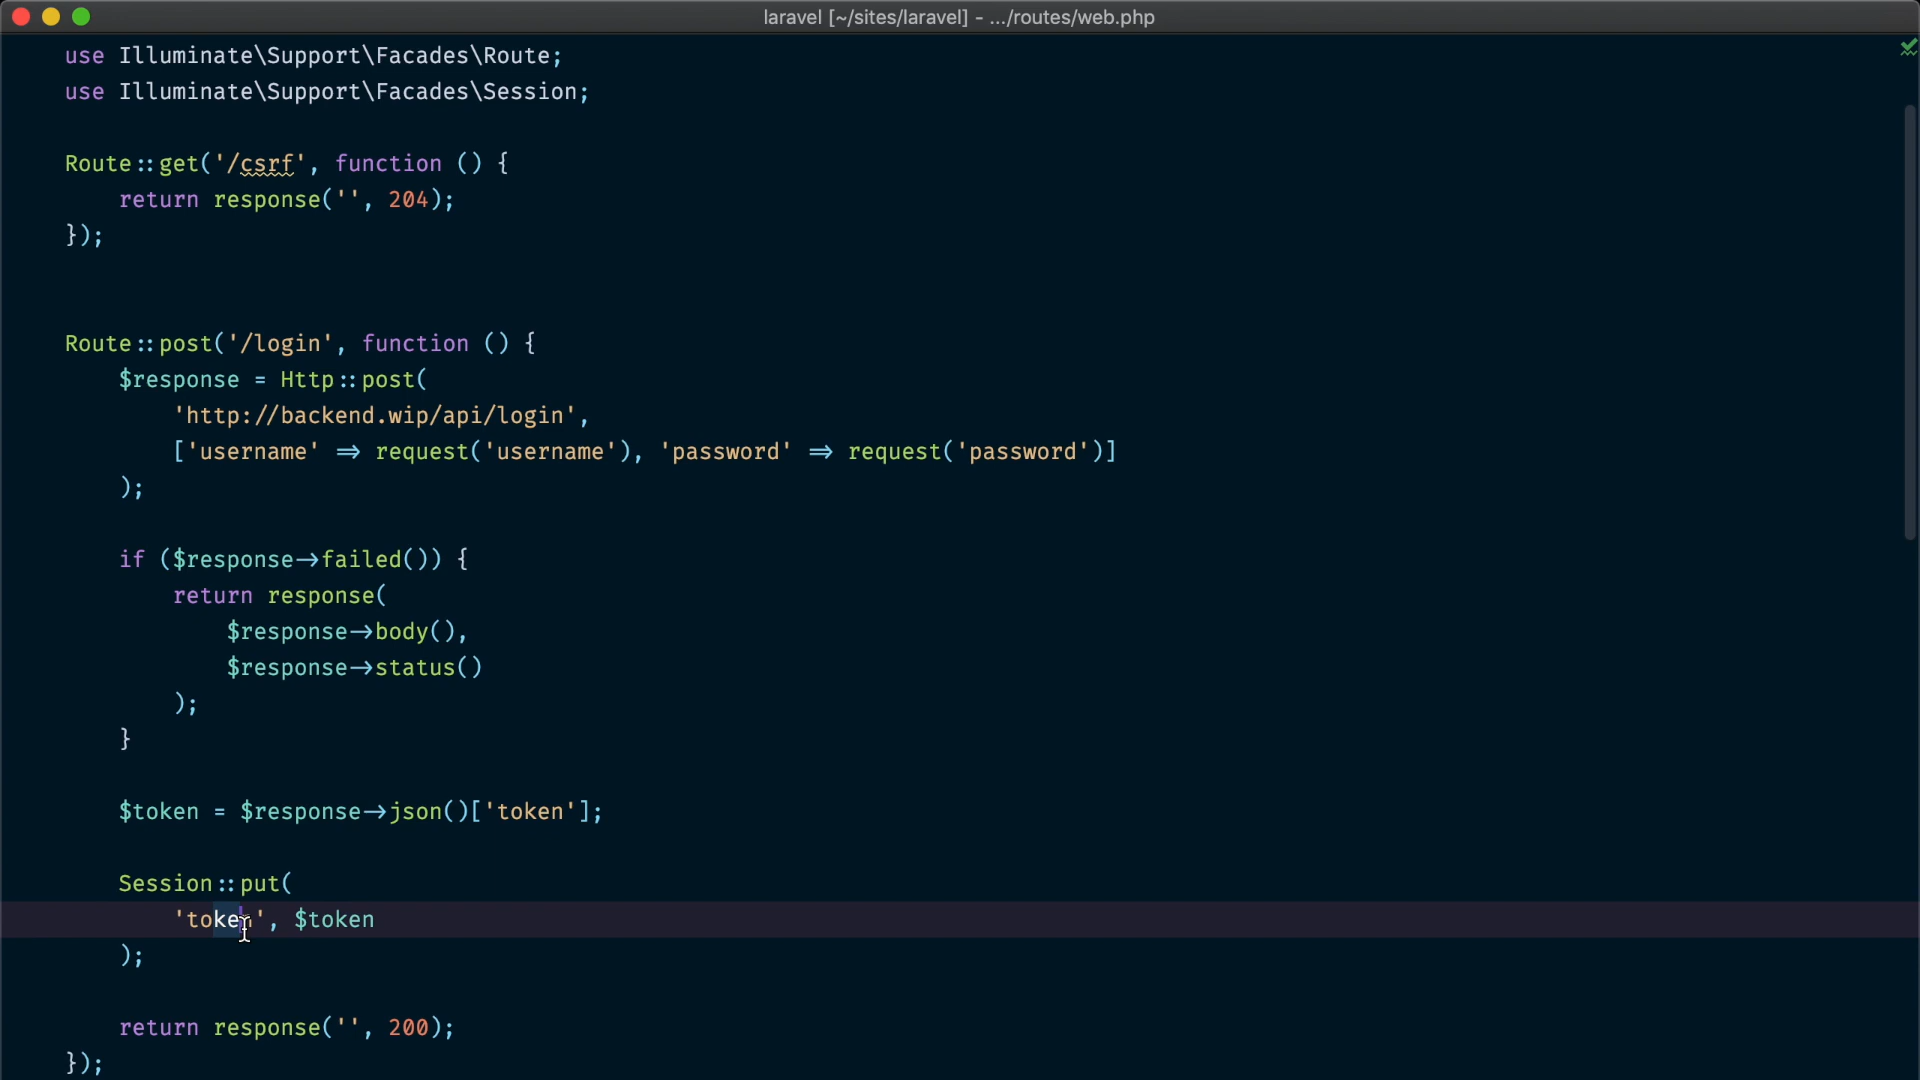 laravel [~/sites/laravel] - .../routes/web.php
use Illuminate\Support\Facades\Route;
use Illuminate\Support\Facades\Session;
Route::get('/csrf', function () {
    return response('', 204);
});
Route::post('/login', function () {
    $response = Http::post(
        'http://backend.wip/api/login',
        ['username' => request('username'), 'password' => request('password')]
    );
    if ($response->failed()) {
        return response(
            $response->body(),
            $response->status()
        );
    }
    $token = $response->json()['token'];
    Session::put(
        'token', $token
    );
    return response('', 200);
});